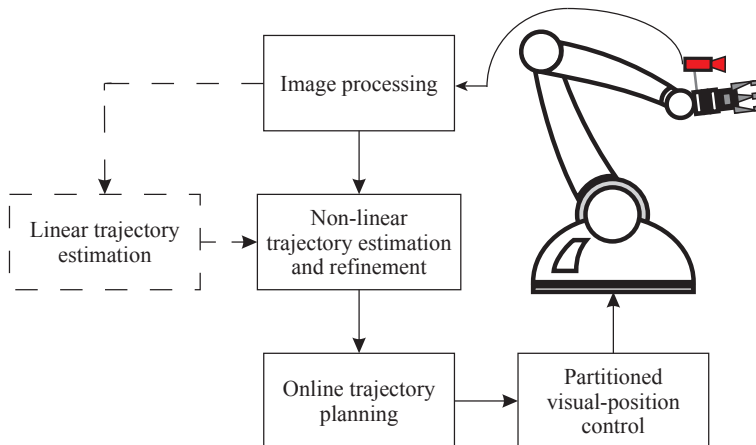 Image processing
Linear trajectory
estimation
Non-linear
trajectory estimation
and refinement
Online trajectory
planning
Partitioned
visual-position
control